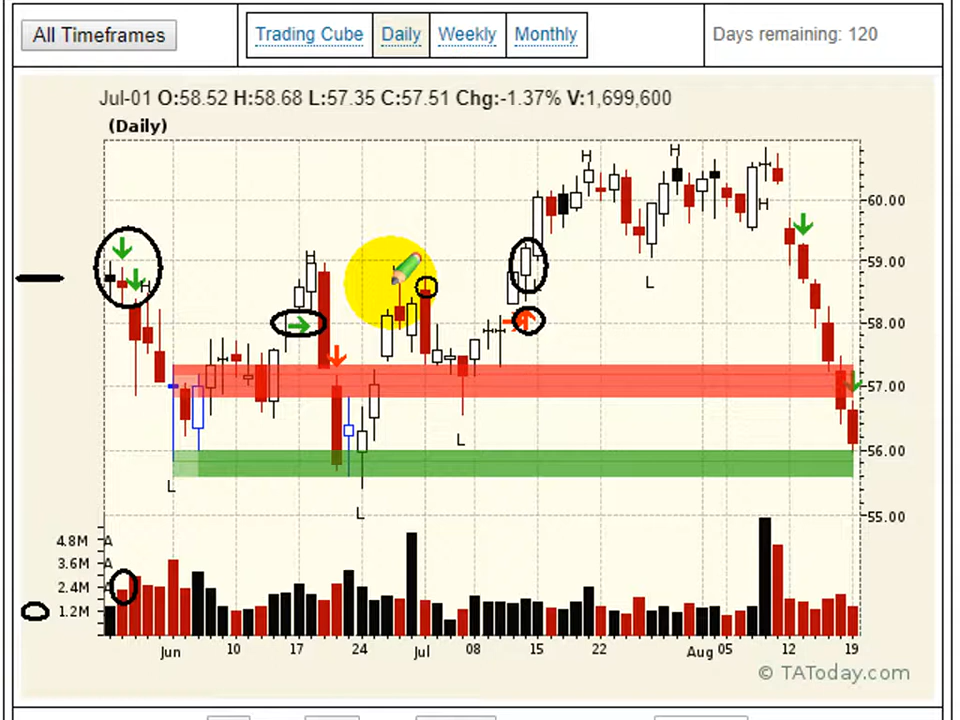 All Timeframes Trading Cube Daily Weekly Monthly Days remaining: 120
Jul-01 O:58.52 H:58.68 L:57.35 C:57.51 Chg:-1.37% V:1,699,600
(Daily)
H H
60.00
H
59.00
H H
L
58.00
57.00
L
56.00
L
L
55.00
4.8M A
3.6M A
2.4M A
1.2M
Jun 10 17 24 Jul 08 15 22 Aug 05 12 19
© TAToday.com